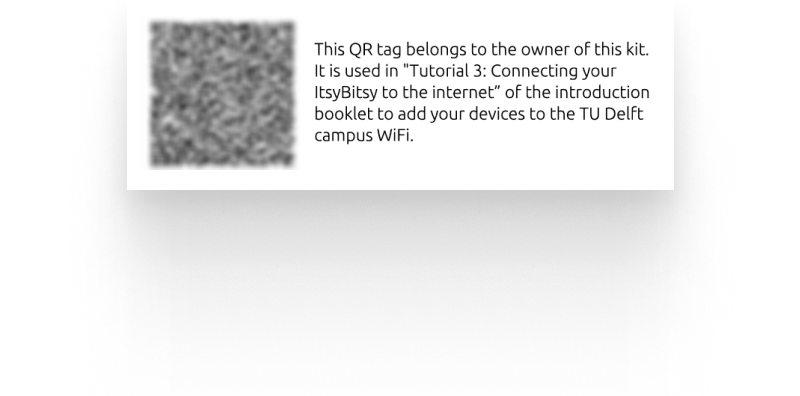 This QR tag belongs to the owner of this kit.
It is used in "Tutorial 3: Connecting your
ItsyBitsy to the internet” of the introduction
booklet to add your devices to the TU Delft
campus WiFi.